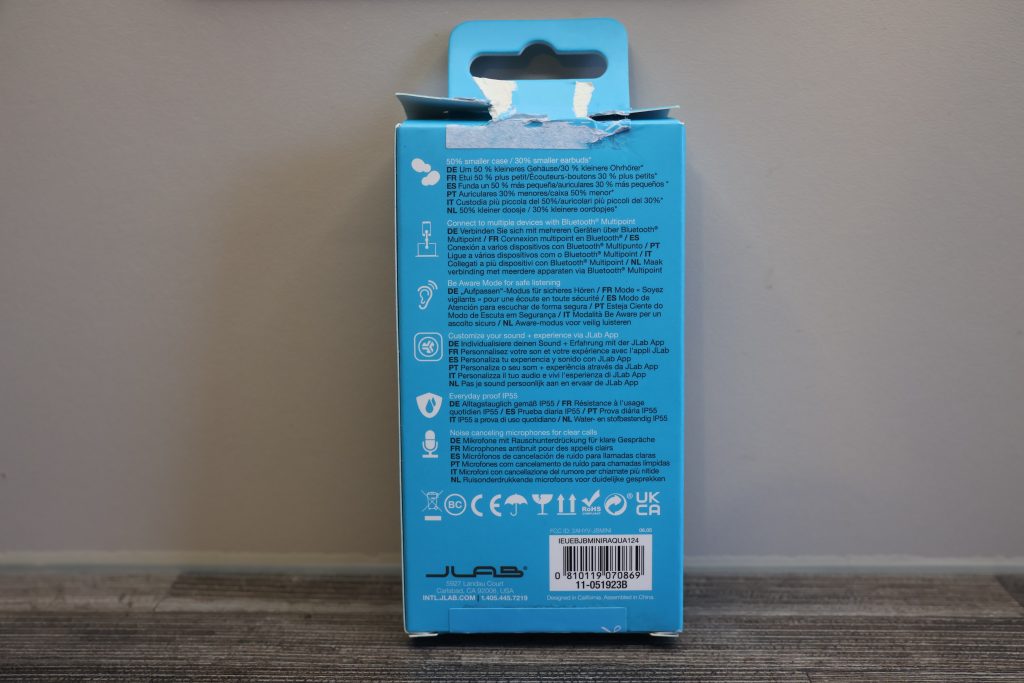 50% smaller case / 30% smaller earbuds*
DE Um 50 % kleineres Gehäuse/30 % kleinere Ohrhörer*
FR Etui 50 % plus petit/Écouteurs-boutons 30 % plus petits*
ES Funda un 50 % más pequeña/auriculares 30 % más pequeños *
PT Auriculares 30% menores/caixa 50% menor*
IT Custodia più piccola del 50%/auricolari più piccoli del 30%*
NL 50% kleiner doosje / 30% kleinere oordopjes*
Connect to multiple devices with Bluetooth® Multipoint
DE Verbinden Sie sich mit mehreren Geräten über Bluetooth®
Multipoint / FR Connexion multipoint en Bluetooth® / ES
Conexión a varios dispositivos con Bluetooth® Multipunto / PT
Ligue a vários dispositivos com o Bluetooth® Multipoint / IT
Collegati a più dispositivi con Bluetooth® Multipoint / NL Maak
verbinding met meerdere apparaten via Bluetooth® Multipoint
Be Aware Mode for safe listening
DE „Aufpassen"-Modus für sicheres Hören / FR Mode « Soyez
vigilants » pour une écoute en toute sécurité / ES Modo de
Atención para escuchar de forma segura / PT Esteja Ciente do
Modo de Escuta em Segurança / IT Modalità Be Aware per un
ascolto sicuro / NL Aware-modus voor veilig luisteren
Customize your sound + experience via JLab App
DE Individualisiere deinen Sound + Erfahrung mit der JLab App
FR Personnalisez votre son et votre expérience avec l'appli JLab
ES Personaliza tu experiencia y sonido con JLab App
PT Personalize o seu som + experiência através da JLab App
IT Personalizza il tuo audio e vivi l'esperienza di JLab App
NL Pas je sound persoonlijk aan en ervaar de JLab App
Everyday proof IP55
DE Alltagstauglich gemäß IP55 / FR Résistance à l'usage
quotidien IP55 / ES Prueba diaria IP55 / PT Prova diária IP55
IT IP55 a prova di uso quotidiano / NL Water- en stofbestendig IP55
Noise canceling microphones for clear calls
DE Mikrofone mit Rauschunterdrückung für klare Gespräche
FR Microphones antibruit pour des appels clairs
ES Micrófonos de cancelación de ruido para llamadas claras
PT Microfones com cancelamento de ruído para chamadas límpidas
IT Microfoni con cancellazione del rumore per chiamate più nitide
NL Ruisonderdrukkende microfoons voor duidelijke gesprekken
BC CE RoHS ® UK CA
FCC ID: 2AHYV-JBMINI 06.05
IEUEBJBMINIRAQUA124
0 810119 070869
11-051923B
JLAB®
5927 Landau Court
Carlsbad, CA 92008, USA
INTL.JLAB.COM | 1.405.445.7219
Designed in California. Assembled in China.